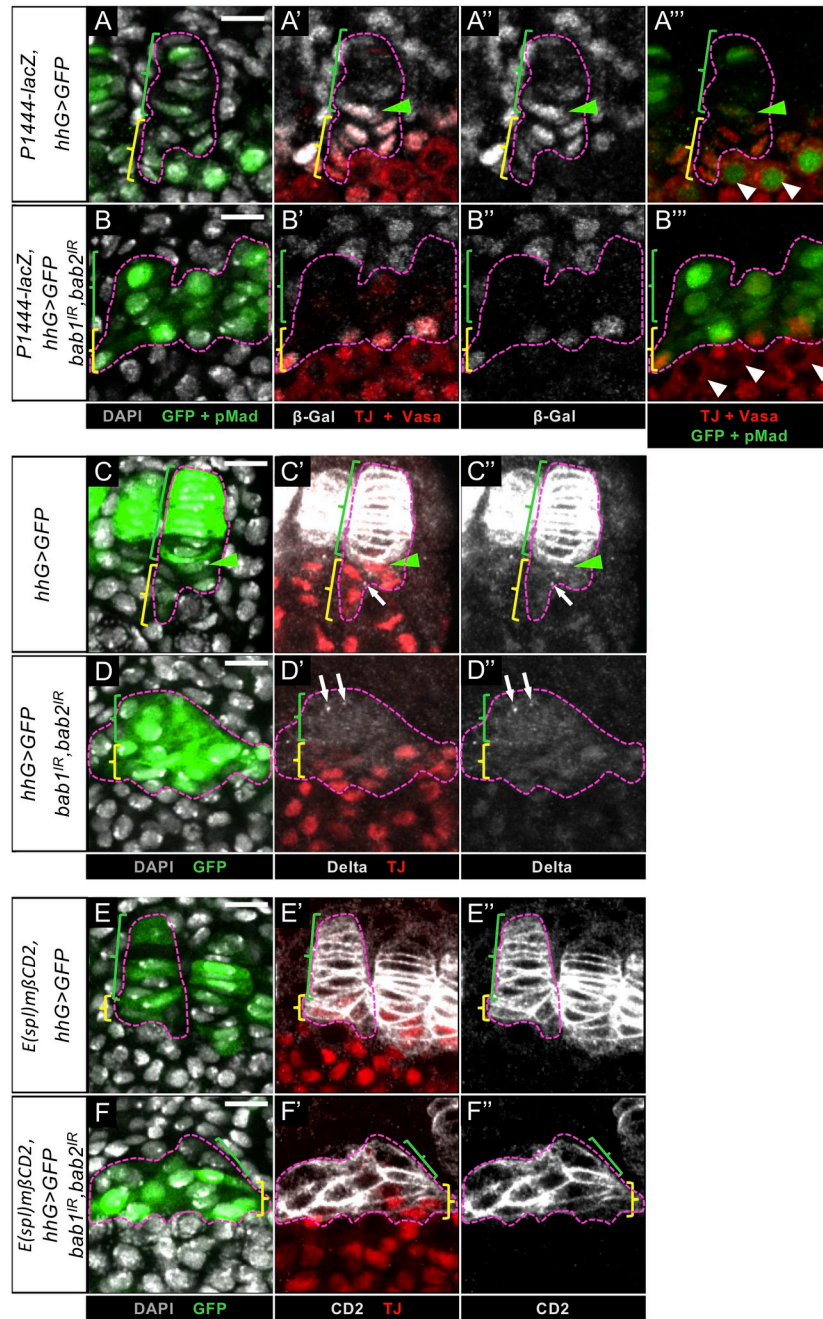 P1444-lacZ,
hhG>GFP
A
A'
A''
A'''
P1444-lacZ,
hhG>GFP
bab1IR,bab2IR
B
B'
B''
B'''
DAPI GFP + pMad
β-Gal TJ + Vasa
β-Gal
TJ + Vasa
GFP + pMad
hhG>GFP
C
C'
C''
hhG>GFP
bab1IR,bab2IR
D
D'
D''
DAPI GFP
Delta TJ
Delta
E(spl)mβCD2,
hhG>GFP
E
E'
E''
E(spl)mβCD2,
hhG>GFP
bab1IR,bab2IR
F
F'
F''
DAPI GFP
CD2 TJ
CD2